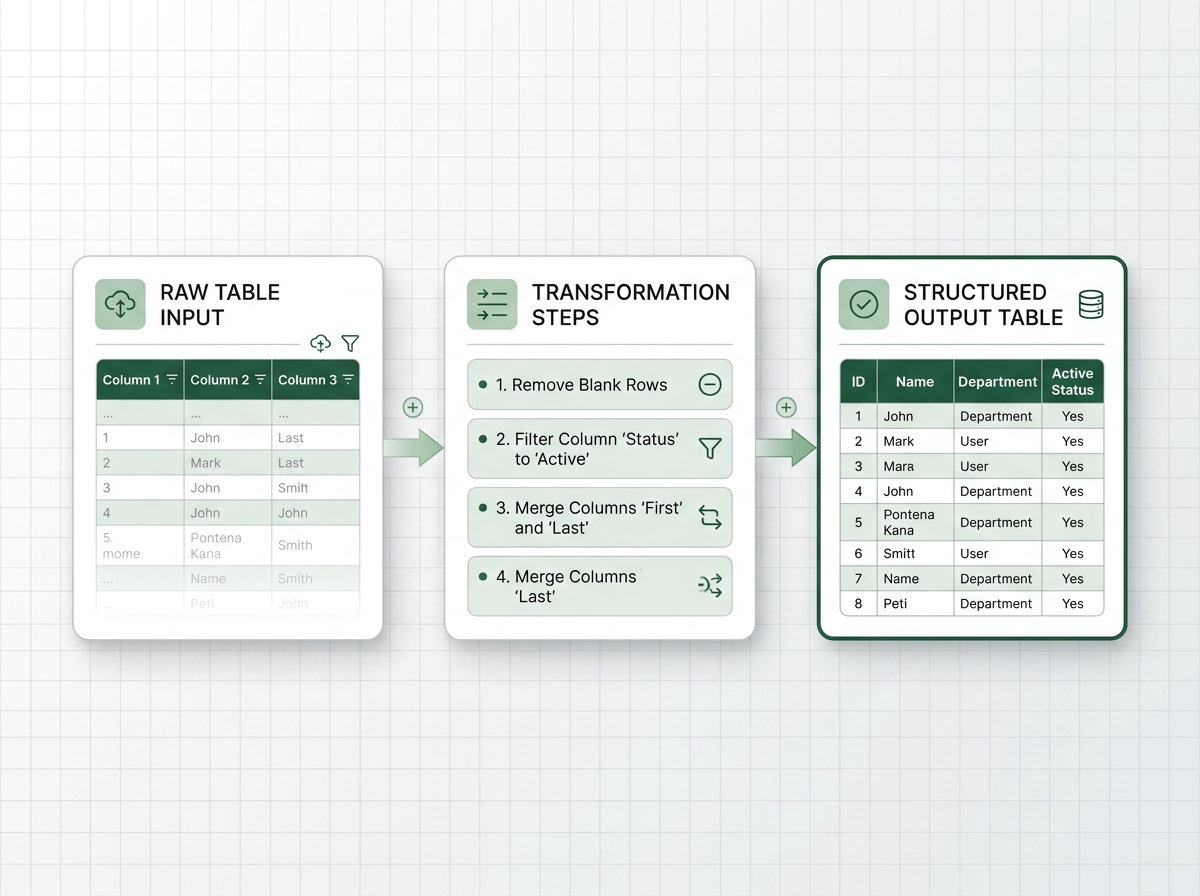 RAW TABLE
INPUT
Column 1 Column 2 Column 3
... ... ...
1 John Last
2 Mark Last
3 John Smitt
4 John John
5. mome Pontena Kana Smith
... Name Smith
... Peti John
TRANSFORMATION
STEPS
1. Remove Blank Rows
2. Filter Column ‘Status’
to ‘Active’
3. Merge Columns ‘First’
and ‘Last’
4. Merge Columns
‘Last’
STRUCTURED
OUTPUT TABLE
ID Name Department Active Status
1 John Department Yes
2 Mark User Yes
3 Mara User Yes
4 John Department Yes
5 Pontena Kana Department Yes
6 Smitt User Yes
7 Name Department Yes
8 Peti Department Yes